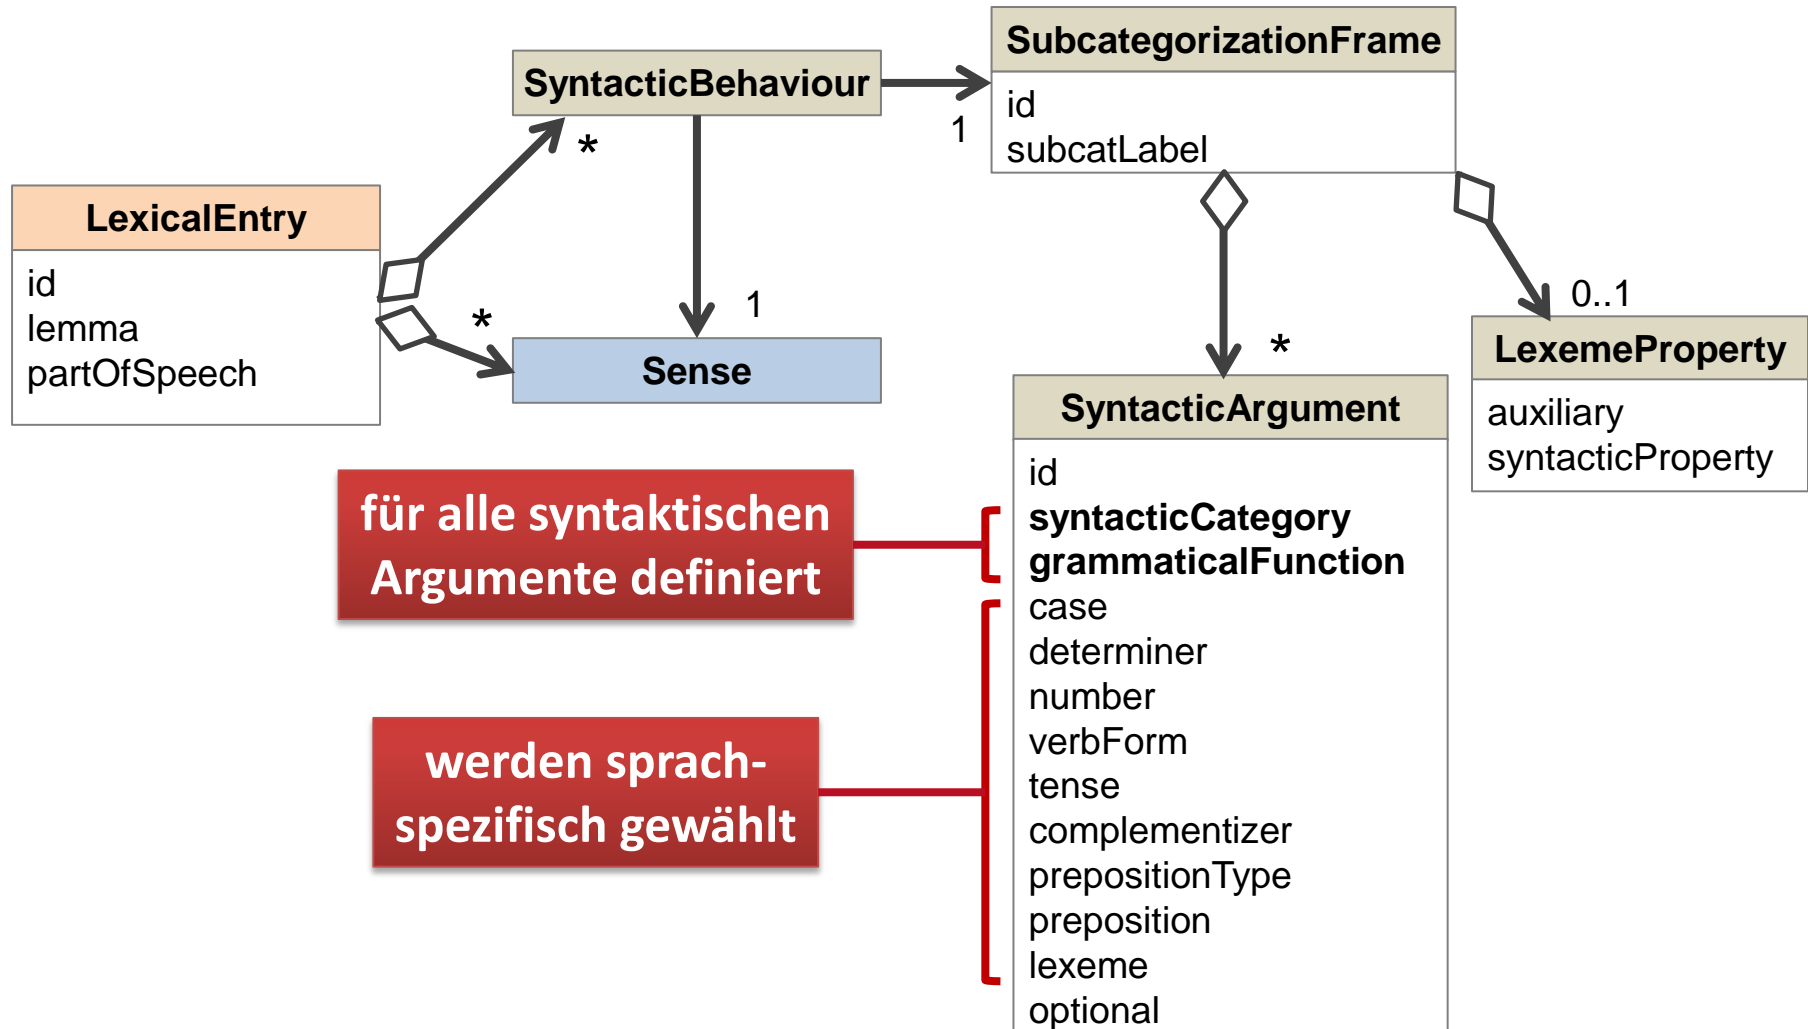 SubcategorizationFrame
id
subcatLabel
SyntacticBehaviour
1
*
LexicalEntry
id
lemma
partOfSpeech
*
1
Sense
*
0..1
LexemeProperty
auxiliary
syntacticProperty
SyntacticArgument
id
syntacticCategory
grammaticalFunction
case
determiner
number
verbForm
tense
complementizer
prepositionType
preposition
lexeme
optional
für alle syntaktischen
Argumente definiert
werden sprach-
spezifisch gewählt